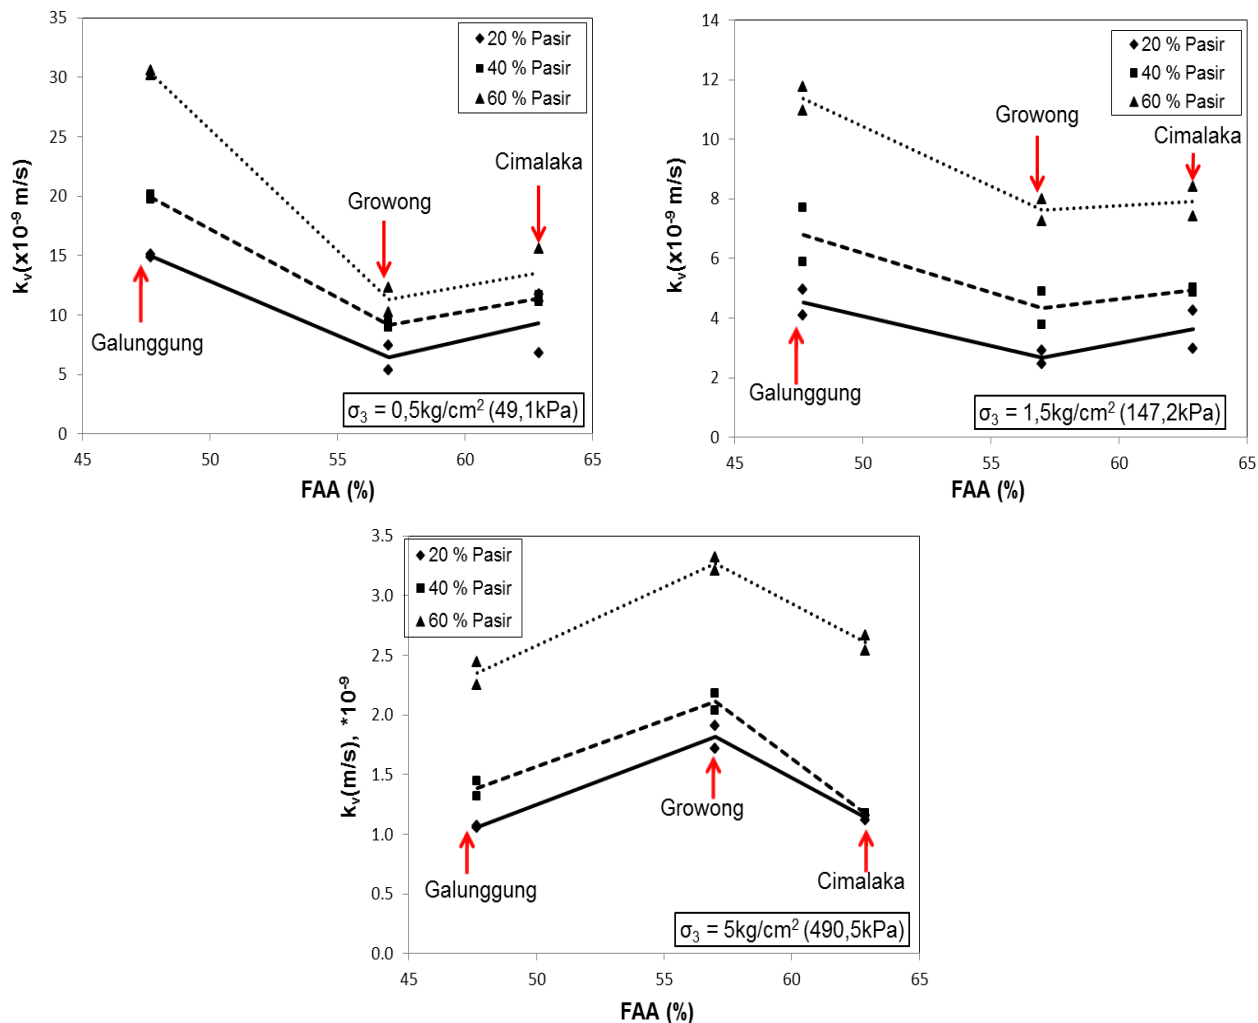 35
30
25
20
15
10
5
0
k_v(x10⁻⁹ m/s)
20 % Pasir
40 % Pasir
60 % Pasir
Galunggung
Growong
Cimalaka
σ₃ = 0,5kg/cm² (49,1kPa)
45 50 55 60 65
FAA (%)
14
12
10
8
6
4
2
0
k_v(x10⁻⁹ m/s)
20 % Pasir
40 % Pasir
60 % Pasir
Growong
Cimalaka
Galunggung
σ₃ = 1,5kg/cm² (147,2kPa)
45 50 55 60 65
FAA (%)
3.5
3.0
2.5
2.0
1.5
1.0
0.5
0.0
k_v(m/s), *10⁻⁹
20 % Pasir
40 % Pasir
60 % Pasir
Growong
Galunggung
Cimalaka
σ₃ = 5kg/cm² (490,5kPa)
45 50 55 60 65
FAA (%)